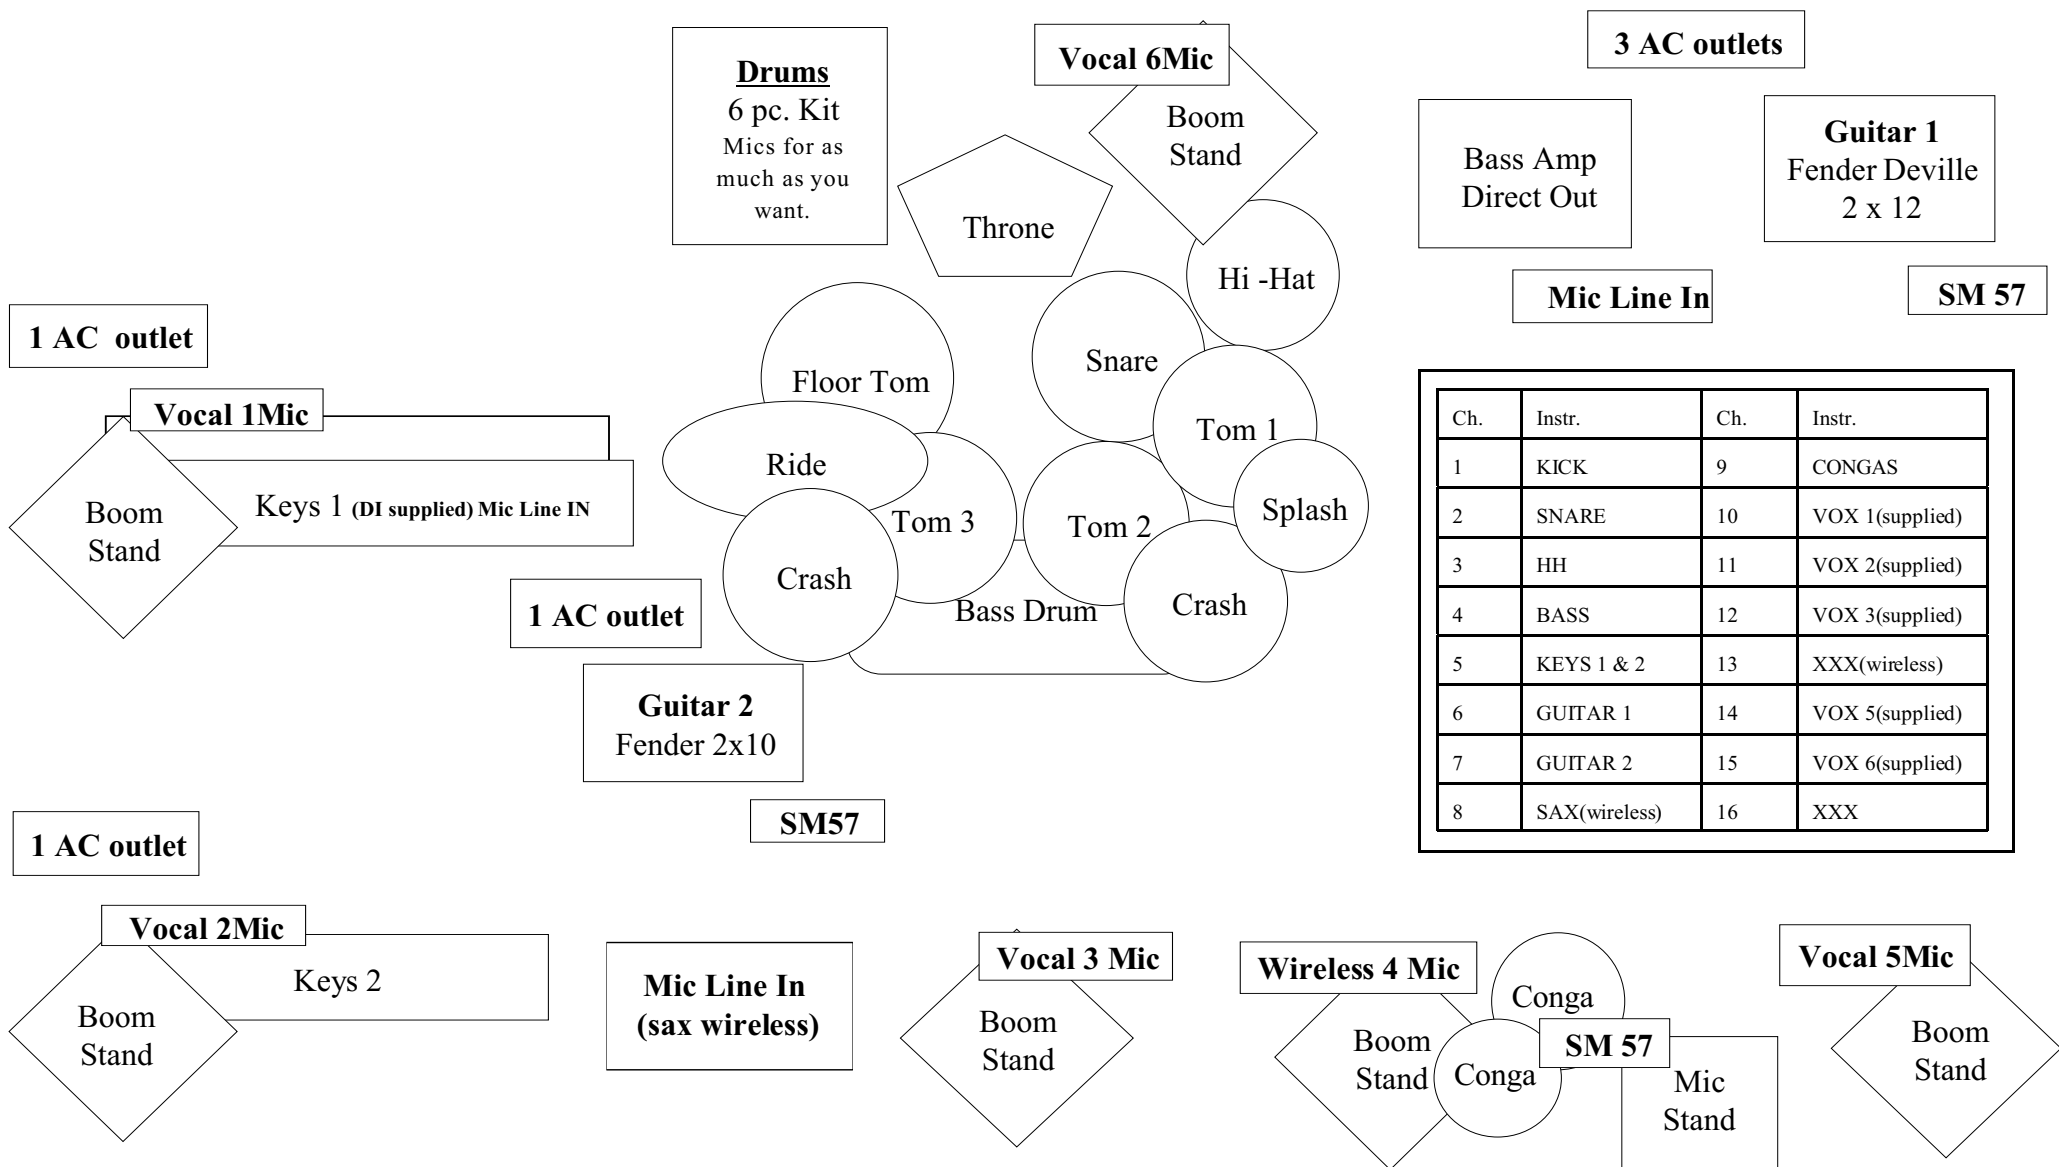 Drums
6 pc. Kit
Mics for as
much as you
want.
Vocal 6Mic
Boom
Stand
3 AC outlets
Bass Amp
Direct Out
Guitar 1
Fender Deville
2 x 12
Throne
Hi -Hat
Mic Line In
SM 57
1 AC  outlet
Floor Tom
Snare
Tom 1
Vocal 1Mic
Boom
Stand
Keys 1 (DI supplied) Mic Line IN
Ride
Tom 3
Tom 2
Splash
Crash
Bass Drum
Crash
1 AC outlet
Guitar 2
Fender 2x10
SM57
Ch. Instr. Ch. Instr.
1 KICK 9 CONGAS
2 SNARE 10 VOX 1(supplied)
3 HH 11 VOX 2(supplied)
4 BASS 12 VOX 3(supplied)
5 KEYS 1 & 2 13 XXX(wireless)
6 GUITAR 1 14 VOX 5(supplied)
7 GUITAR 2 15 VOX 6(supplied)
8 SAX(wireless) 16 XXX
1 AC outlet
Vocal 2Mic
Boom
Stand
Keys 2
Mic Line In
(sax wireless)
Vocal 3 Mic
Boom
Stand
Wireless 4 Mic
Boom
Stand
Conga
Conga
SM 57
Mic
Stand
Vocal 5Mic
Boom
Stand